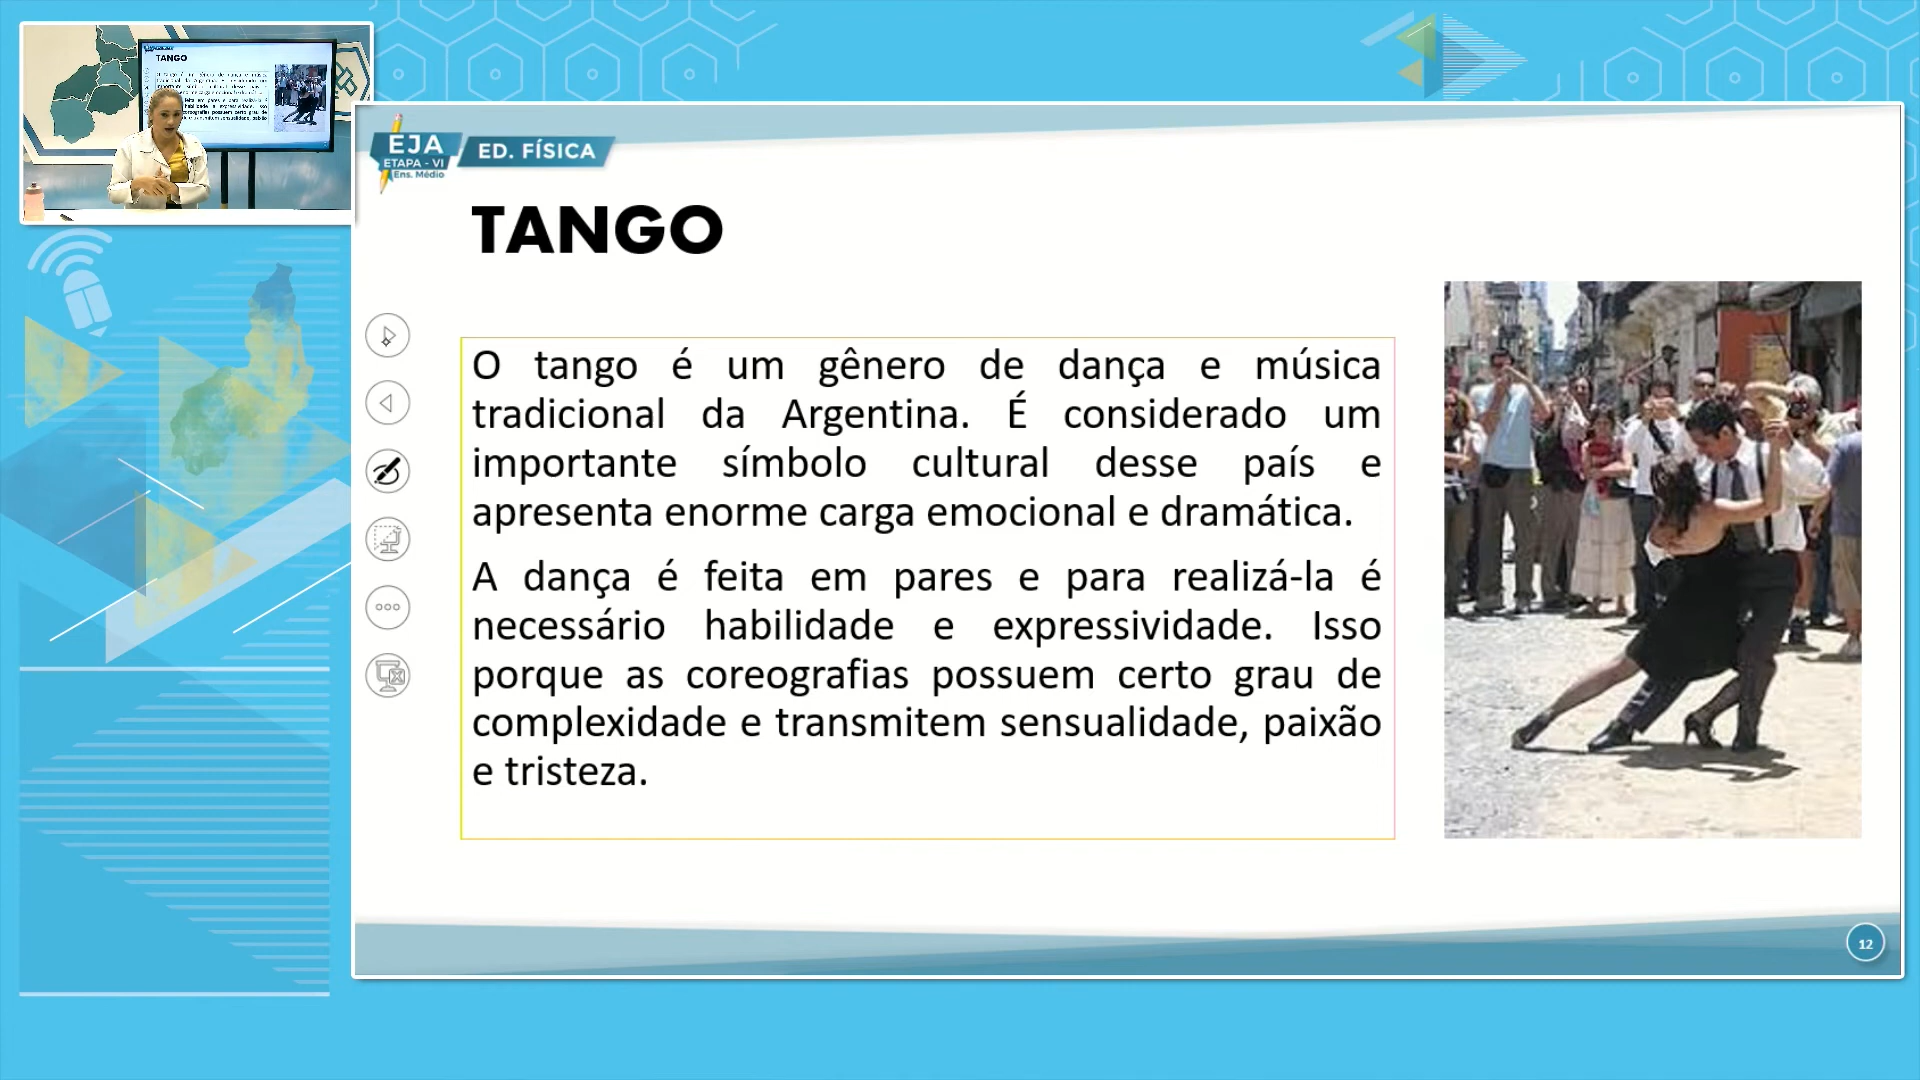 TANGO
EJA
ETAPA - VI
Ens. Médio
ED. FÍSICA
TANGO
O tango é um gênero de dança e música
tradicional da Argentina. É considerado um
importante símbolo cultural desse país e
apresenta enorme carga emocional e dramática.
A dança é feita em pares e para realizá-la é
necessário habilidade e expressividade. Isso
porque as coreografias possuem certo grau de
complexidade e transmitem sensualidade, paixão
e tristeza.
12